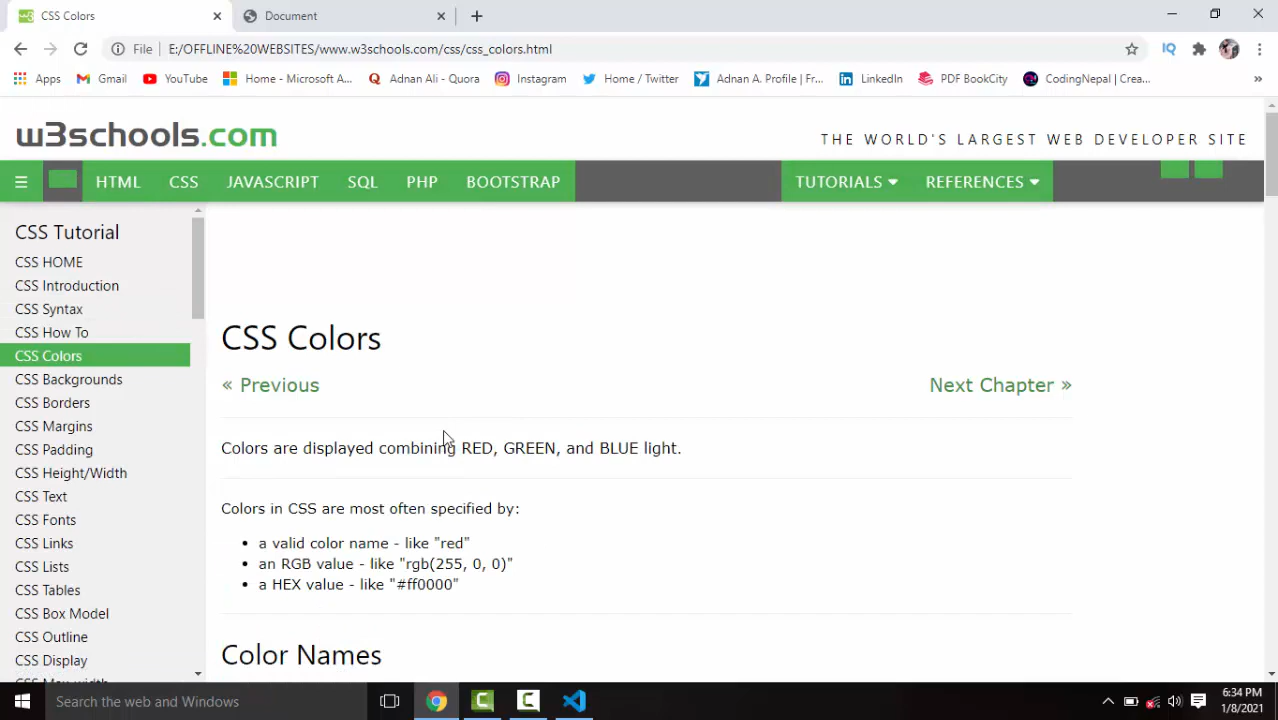 CSS Colors
Document
File E:/OFFLINE%20WEBSITES/www.w3schools.com/css/css_colors.html
Apps Gmail YouTube Home - Microsoft A... Adnan Ali - Quora Instagram Home / Twitter Adnan A. Profile | Fr... LinkedIn PDF BookCity CodingNepal | Crea...
w3schools.com
THE WORLD'S LARGEST WEB DEVELOPER SITE
HTML CSS JAVASCRIPT SQL PHP BOOTSTRAP TUTORIALS REFERENCES
CSS Tutorial
CSS HOME
CSS Introduction
CSS Syntax
CSS How To
CSS Colors
CSS Backgrounds
CSS Borders
CSS Margins
CSS Padding
CSS Height/Width
CSS Text
CSS Fonts
CSS Links
CSS Lists
CSS Tables
CSS Box Model
CSS Outline
CSS Display
CSS Max-width
CSS Colors
« Previous
Next Chapter »
Colors are displayed combining RED, GREEN, and BLUE light.
Colors in CSS are most often specified by:
• a valid color name - like "red"
• an RGB value - like "rgb(255, 0, 0)"
• a HEX value - like "#ff0000"
Color Names
Search the web and Windows
6:34 PM
1/8/2021